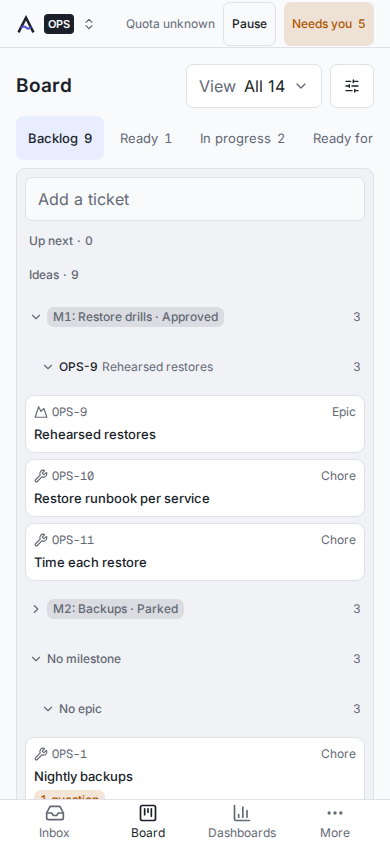 OPS Quota unknown Pause Needs you 5
Board View All 14
Backlog 9 Ready 1 In progress 2 Ready for
Add a ticket
Up next · 0
Ideas · 9
M1: Restore drills · Approved 3
OPS-9 Rehearsed restores 3
OPS-9 Epic
Rehearsed restores
OPS-10 Chore
Restore runbook per service
OPS-11 Chore
Time each restore
M2: Backups · Parked 3
No milestone 3
No epic 3
OPS-1 Chore
Nightly backups
1 question
Inbox Board Dashboards More